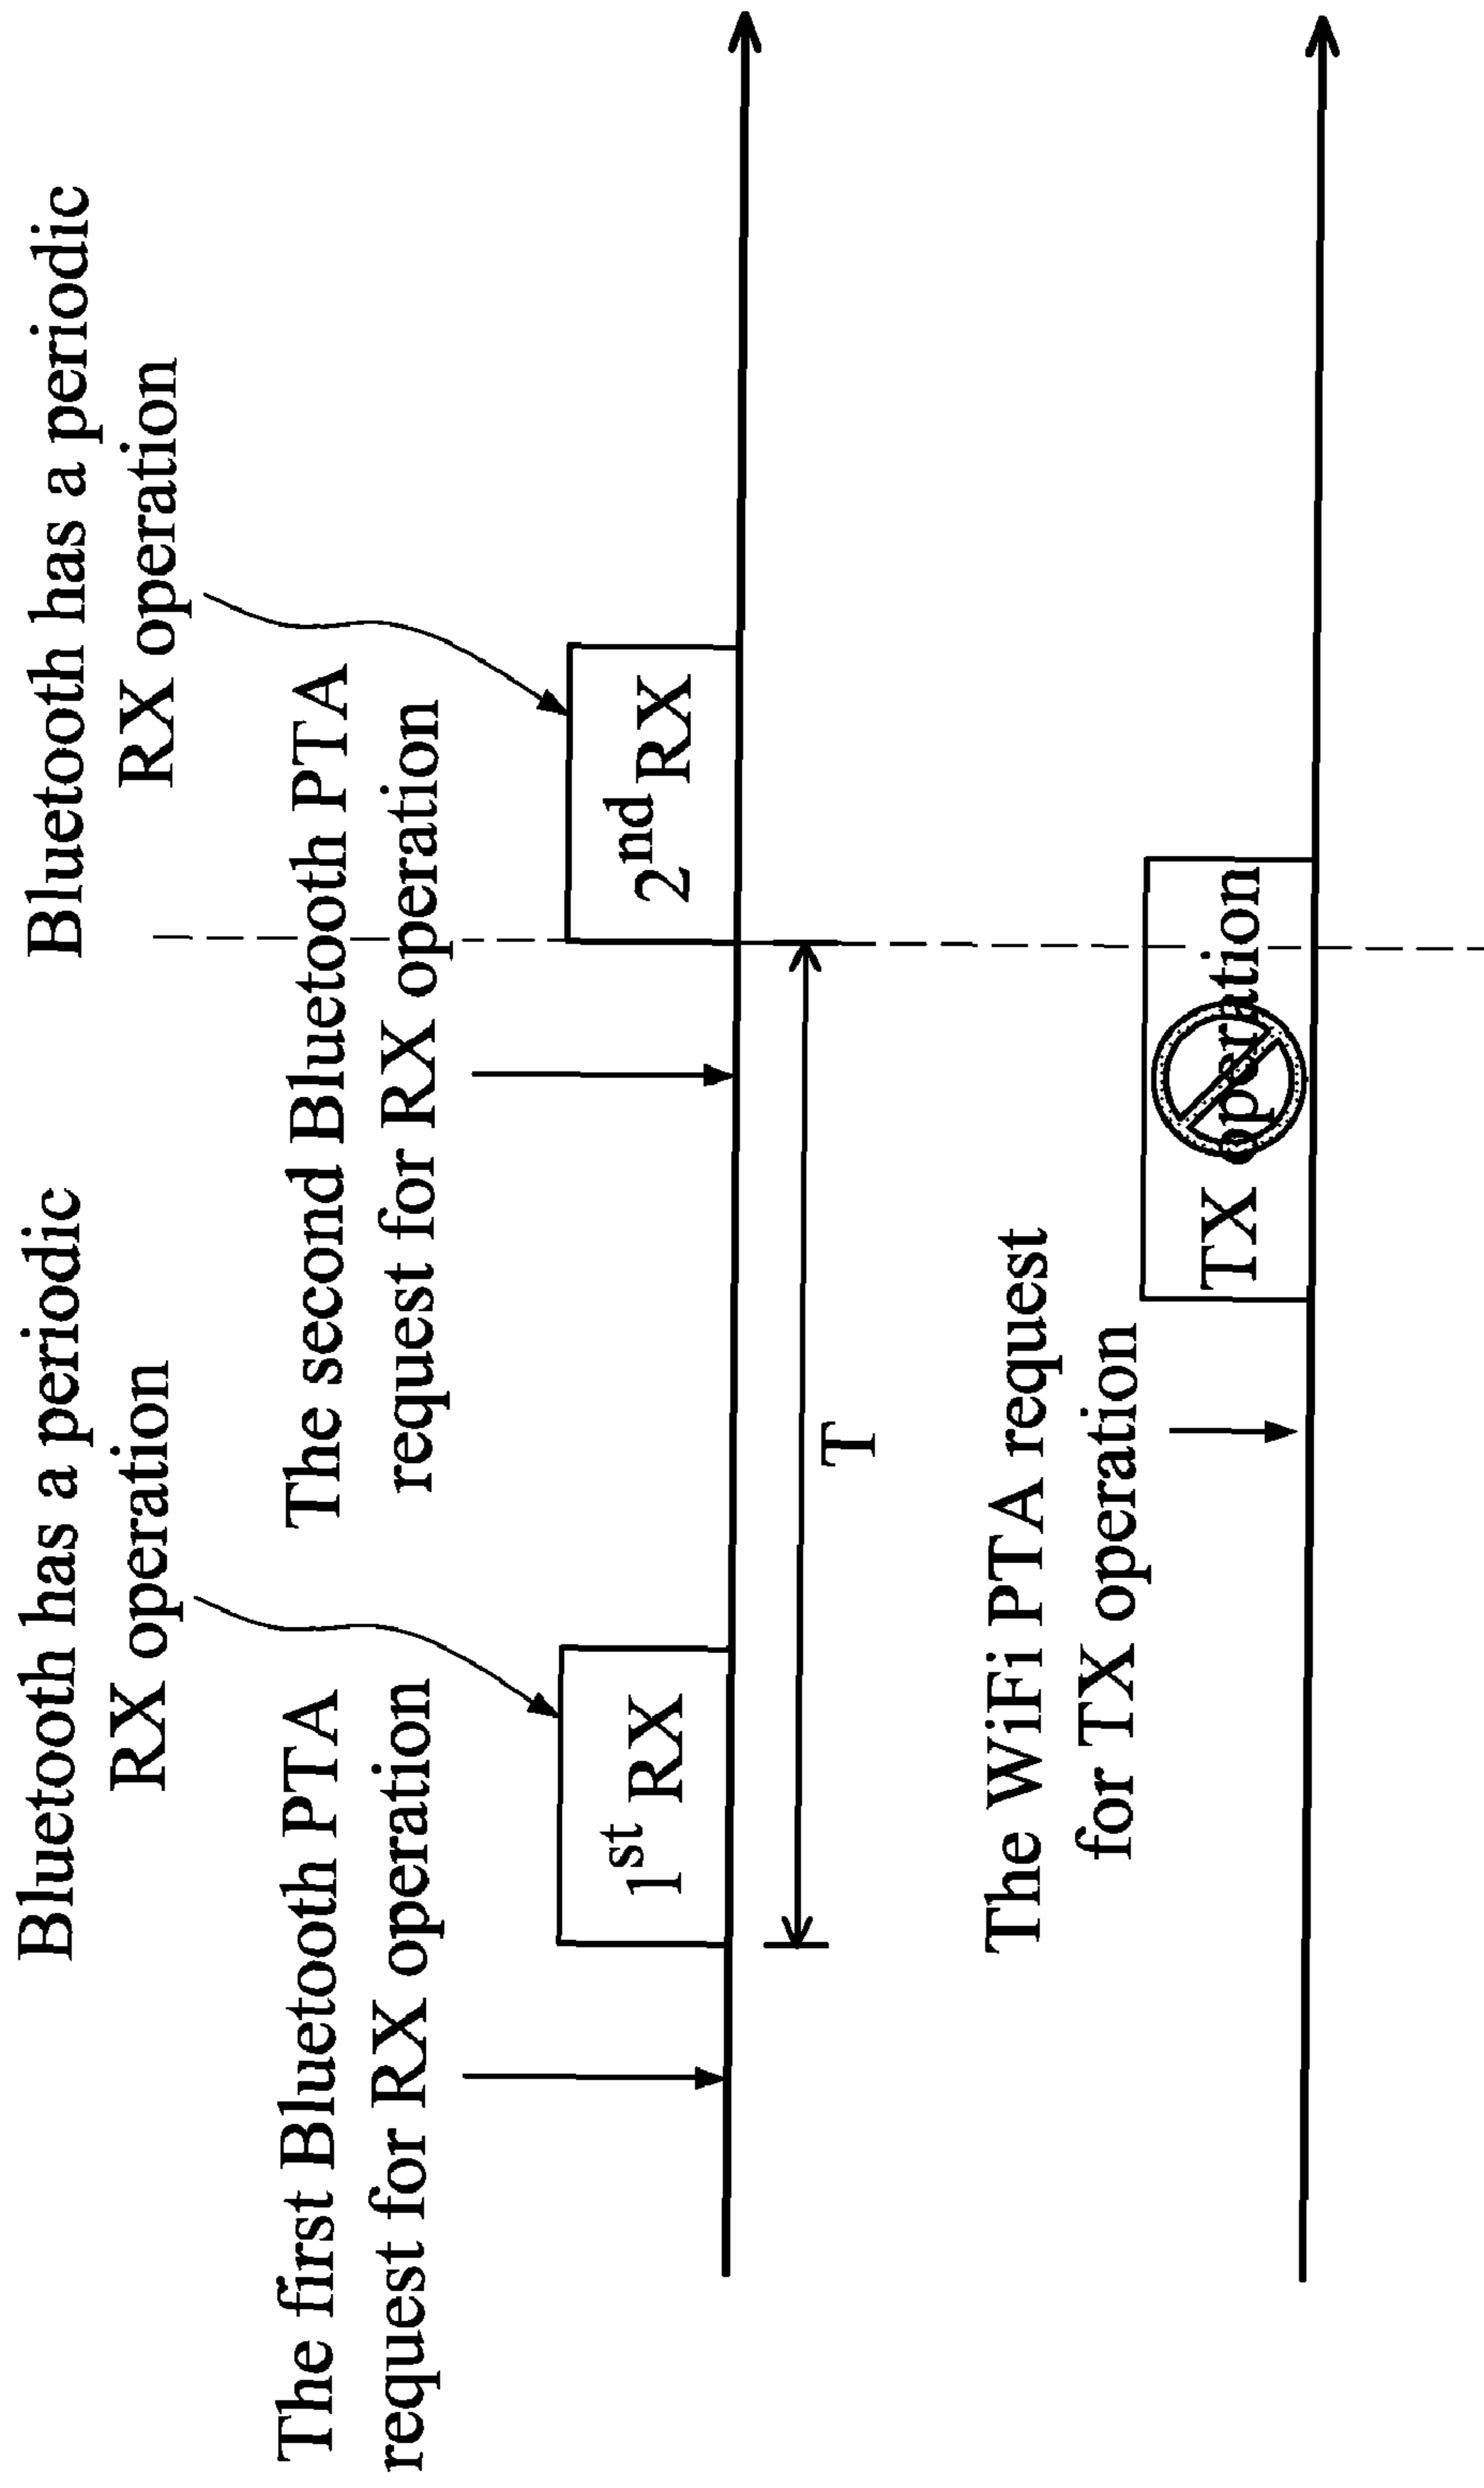 Bluetooth has a periodic
RX operation
Bluetooth has a periodic
RX operation
The first Bluetooth PTA
request for RX operation
The second Bluetooth PTA
request for RX operation
1st RX
2nd RX
T
The WiFi PTA request
for TX operation
TX operation